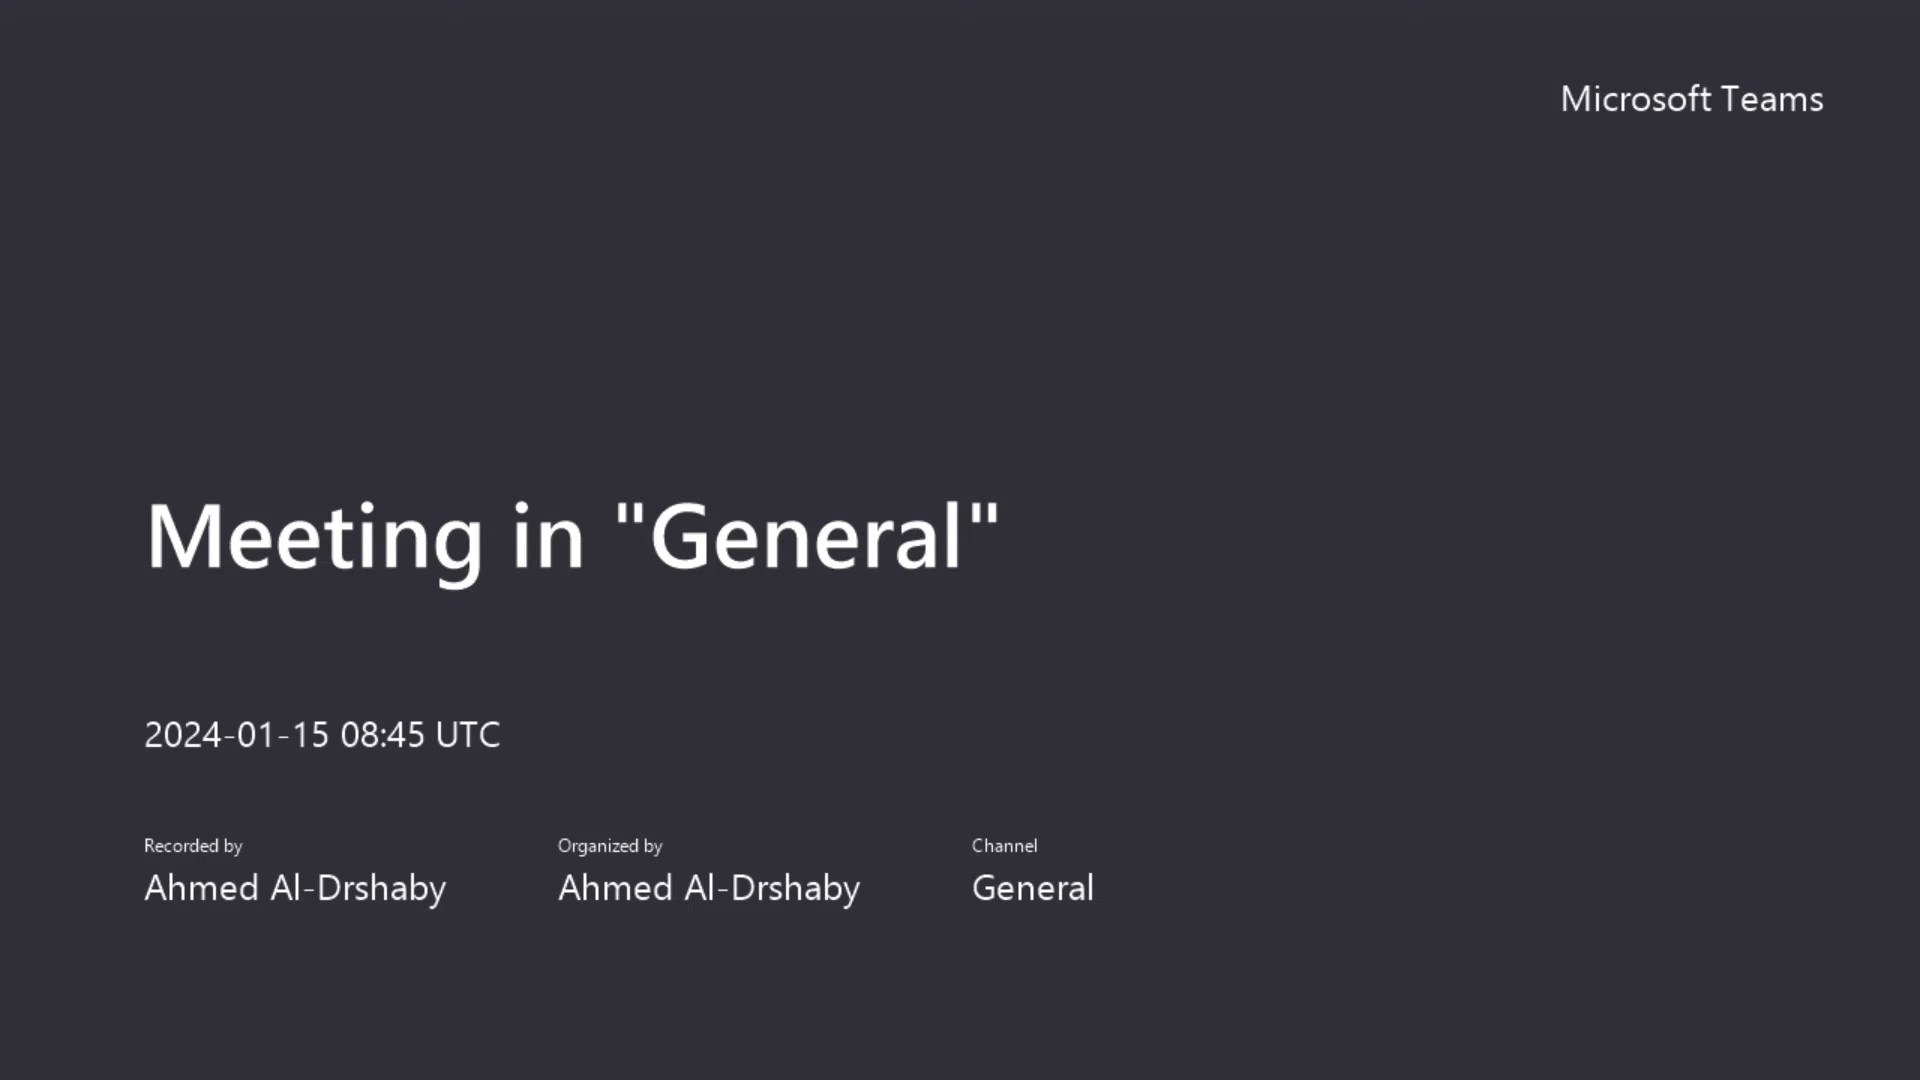 Microsoft Teams
Meeting in "General"
2024-01-15 08:45 UTC
Recorded by
Ahmed Al-Drshaby
Organized by
Ahmed Al-Drshaby
Channel
General